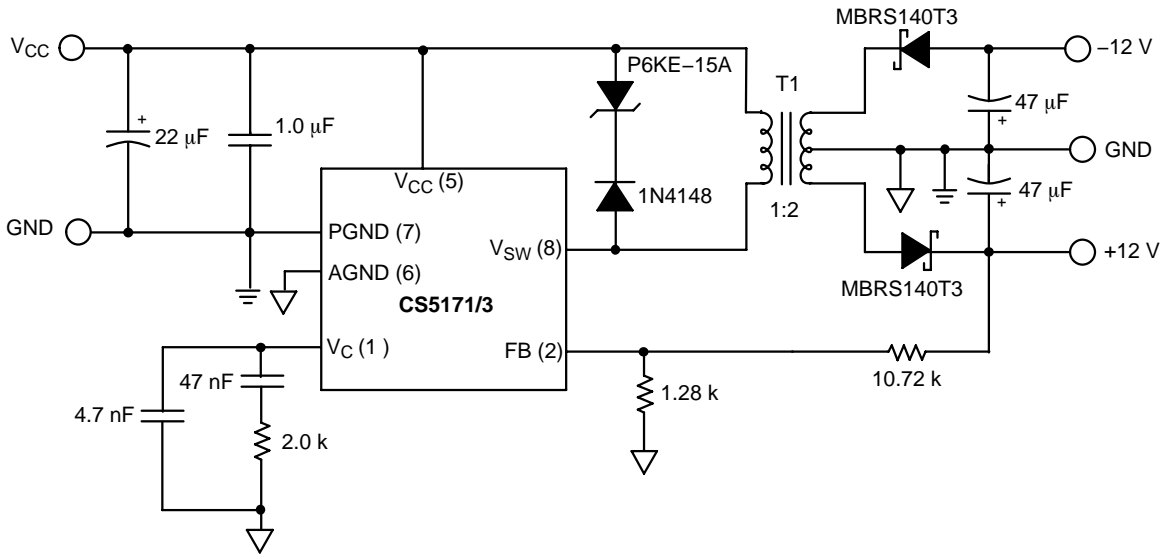 MBRS140T3
V_CC
−12 V
P6KE−15A
T1
47 µF
22 µF
1.0 µF
GND
V_CC (5)
1N4148
47 µF
1:2
GND
PGND (7)
V_SW (8)
+12 V
AGND (6)
MBRS140T3
CS5171/3
V_C (1 )
FB (2)
47 nF
10.72 k
4.7 nF
1.28 k
2.0 k
+
+
+